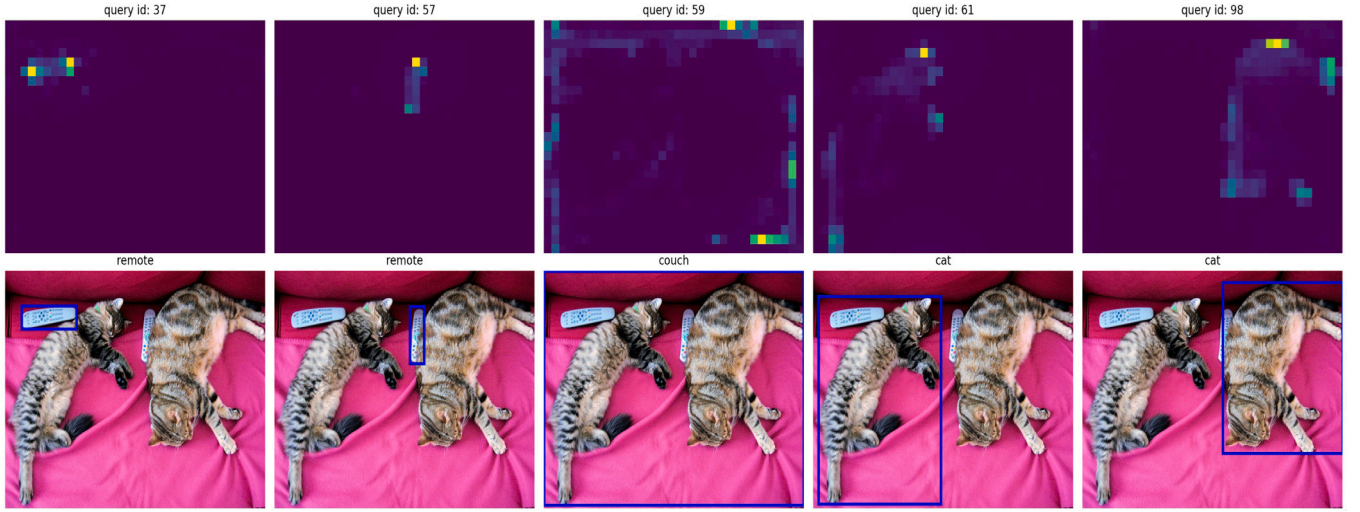 query id: 37
query id: 57
query id: 59
query id: 61
query id: 98
remote
remote
couch
cat
cat